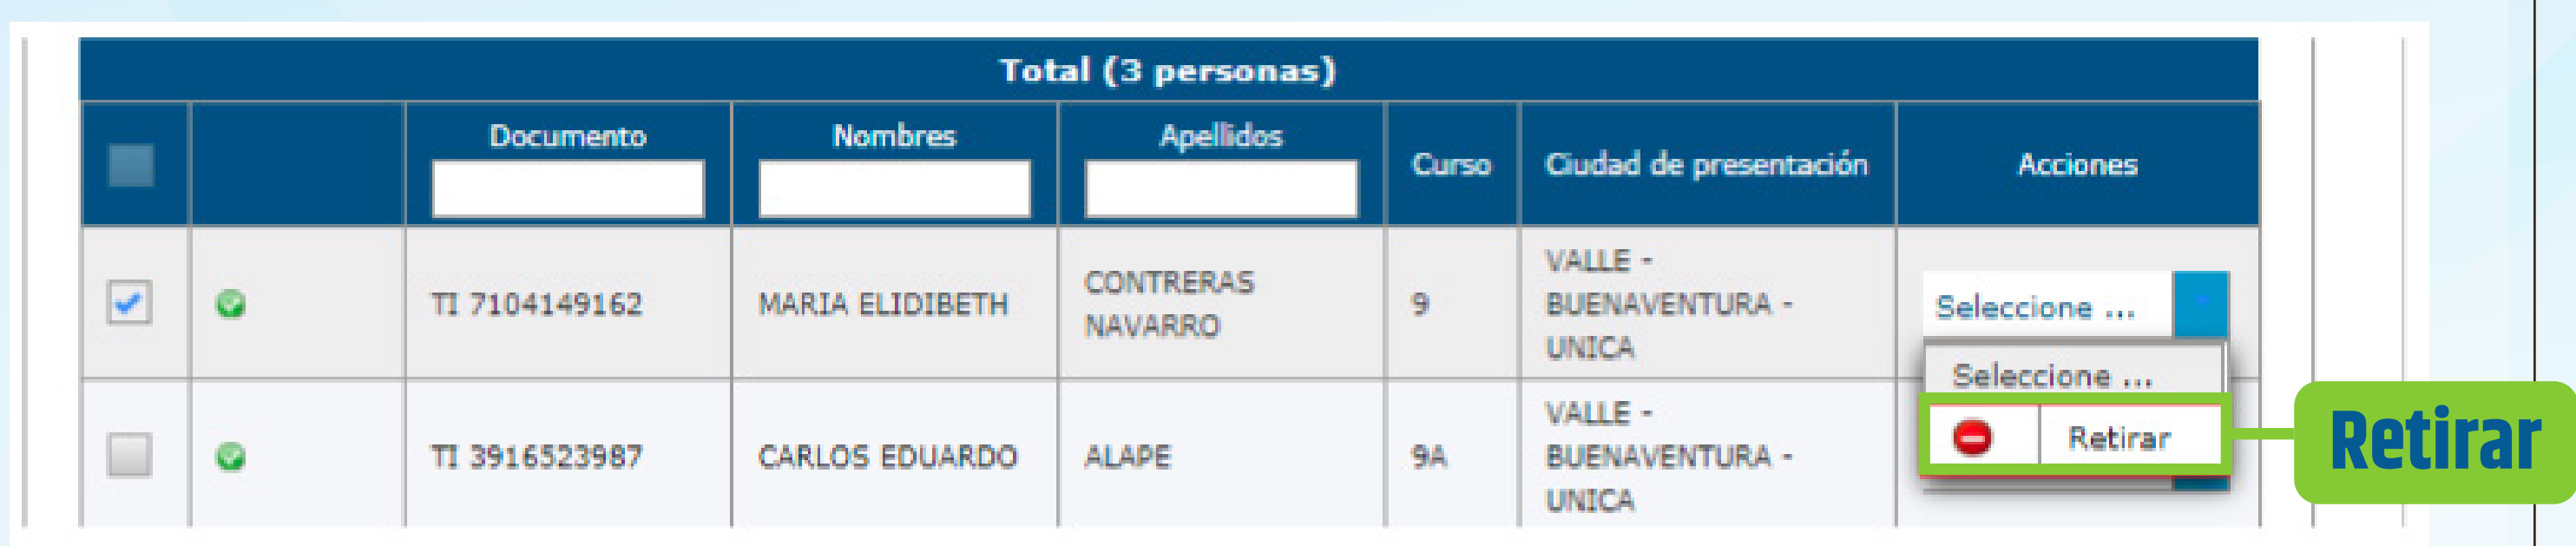 Total (3 personas)
Documento Nombres Apellidos Curso Ciudad de presentación Acciones
TI 7104149162 MARIA ELIDIBETH CONTRERAS NAVARRO 9 VALLE - BUENAVENTURA - UNICA Seleccione ...
Seleccione ...
Retirar
TI 3916523987 CARLOS EDUARDO ALAPE 9A VALLE - BUENAVENTURA - UNICA
Retirar